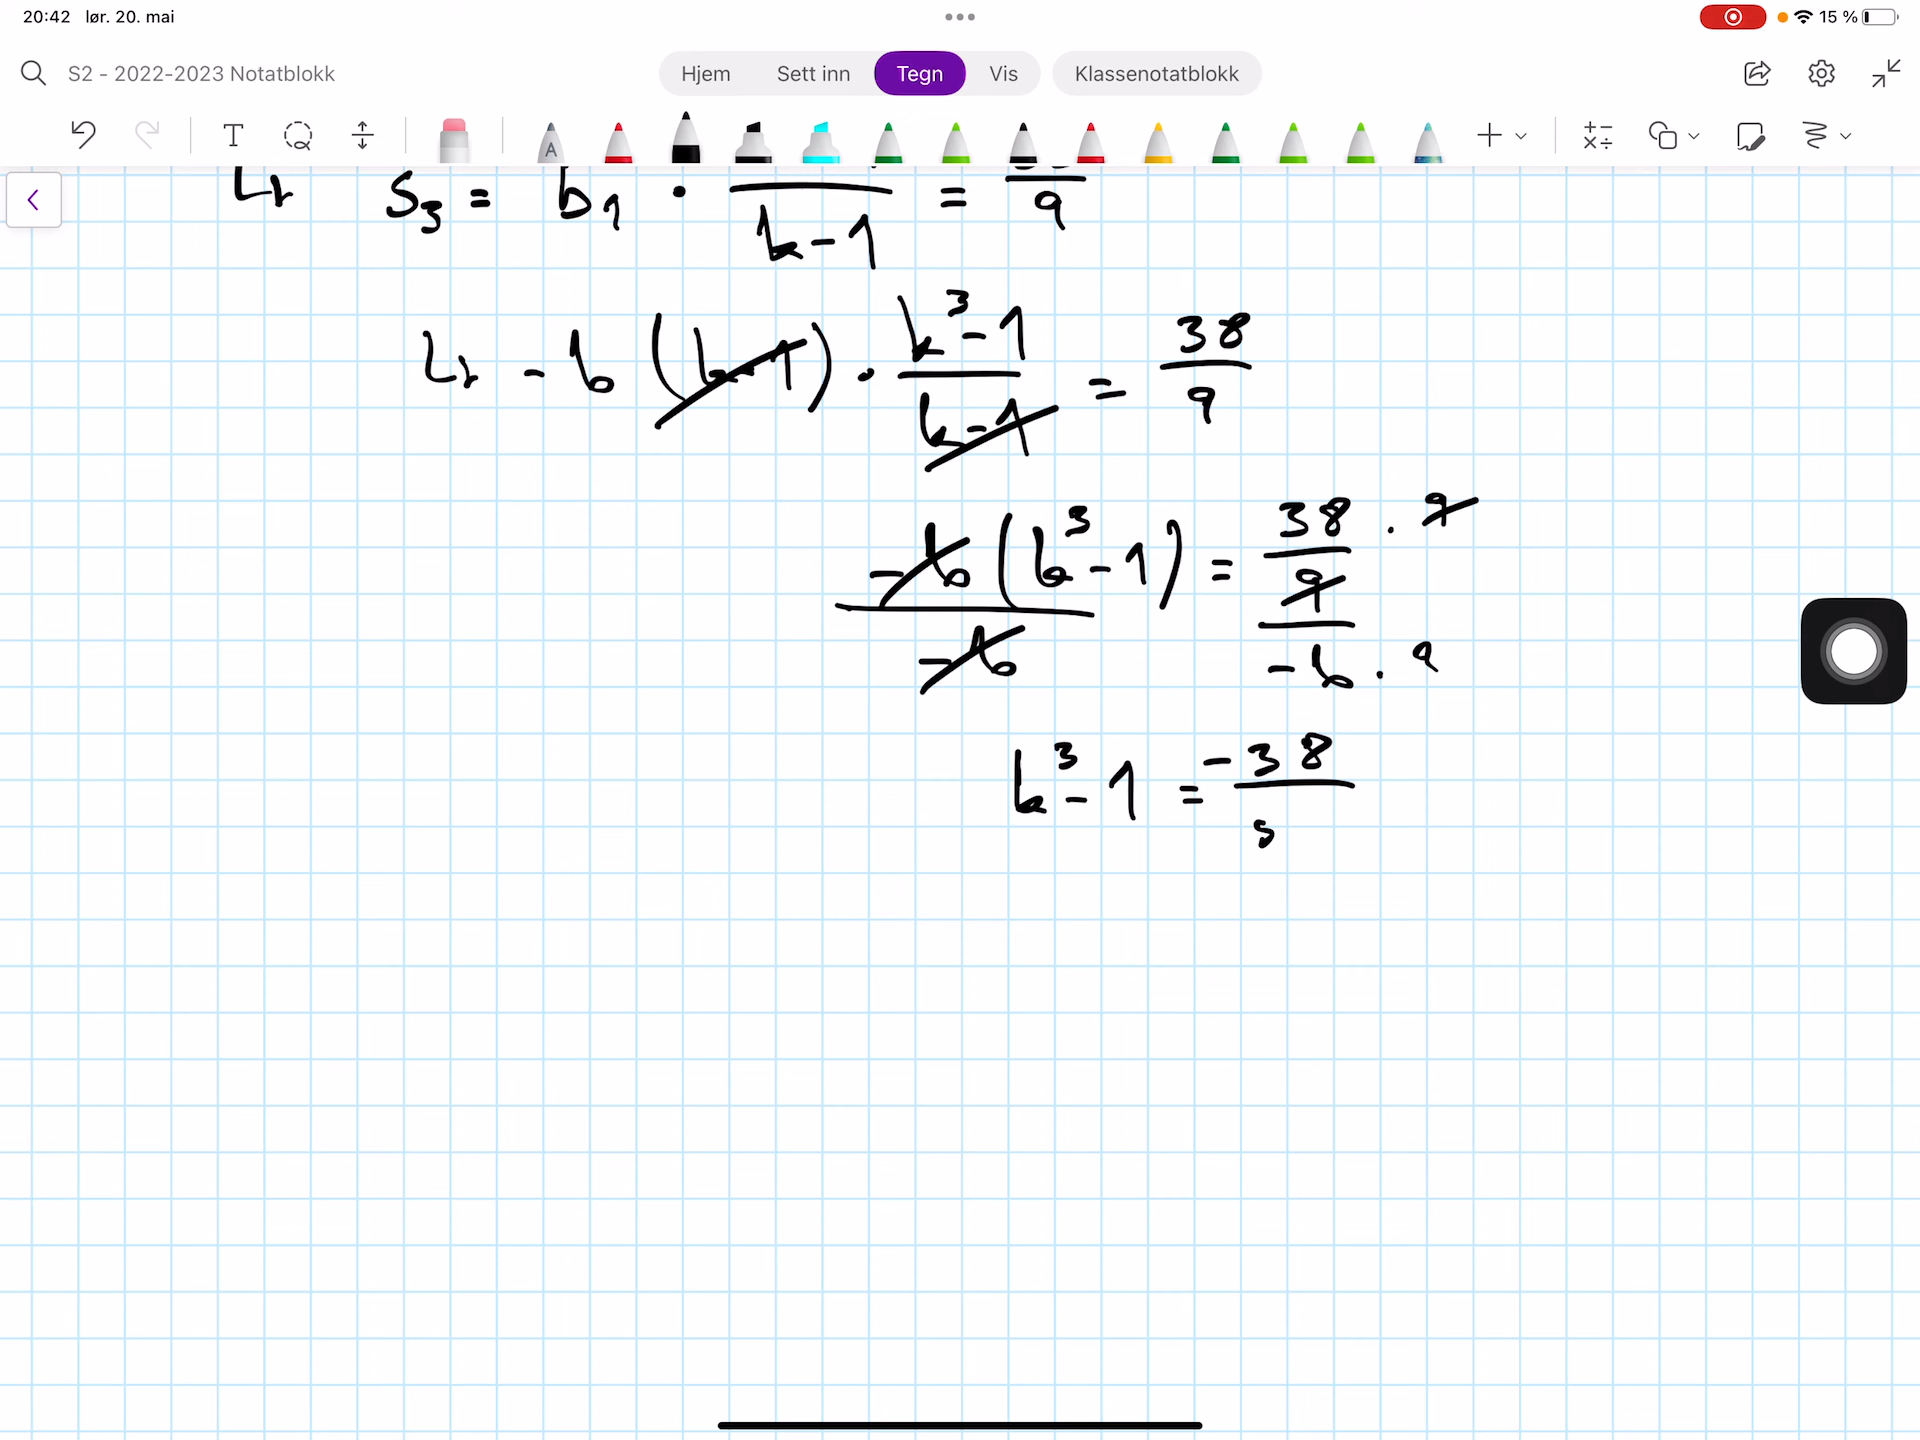 20:42 lør. 20. mai 15 %
S2 - 2022-2023 Notatblokk Hjem Sett inn Tegn Vis Klassenotatblokk
T A
S₃ = b₁ · / (k-1) = / 9
-6 (k-1) · (k³-1) / (k-1) = 38 / 9
-6 (k³-1) / -6 = 38 · 9 / 9 / -6 · 9
k³-1 = -38 / 5